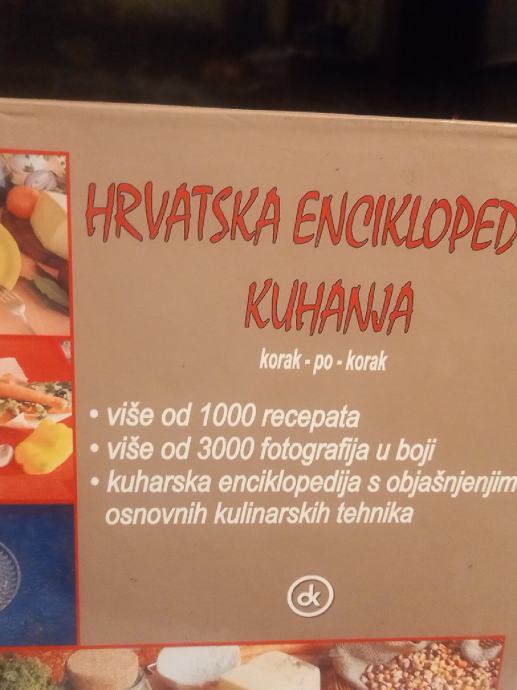 HRVATSKA ENCIKLOPED
KUHANJA
korak - po - korak
• više od 1000 recepata
• više od 3000 fotografija u boji
• kuharska enciklopedija s objašnjenjim
osnovnih kulinarskih tehnika
dk